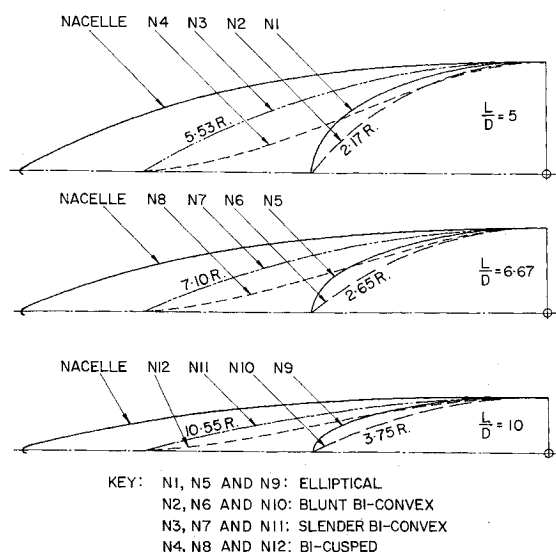 NACELLE N4 N3 N2 N1
5·53 R.
2·17 R.
L/D = 5
NACELLE N8 N7 N6 N5
7·10 R.
2·65 R.
L/D = 6·67
NACELLE N12 N11 N10 N9
10·55 R.
3·75 R.
L/D = 10
KEY: N1, N5 AND N9: ELLIPTICAL
N2, N6 AND N10: BLUNT BI-CONVEX
N3, N7 AND N11: SLENDER BI-CONVEX
N4, N8 AND N12: BI-CUSPED